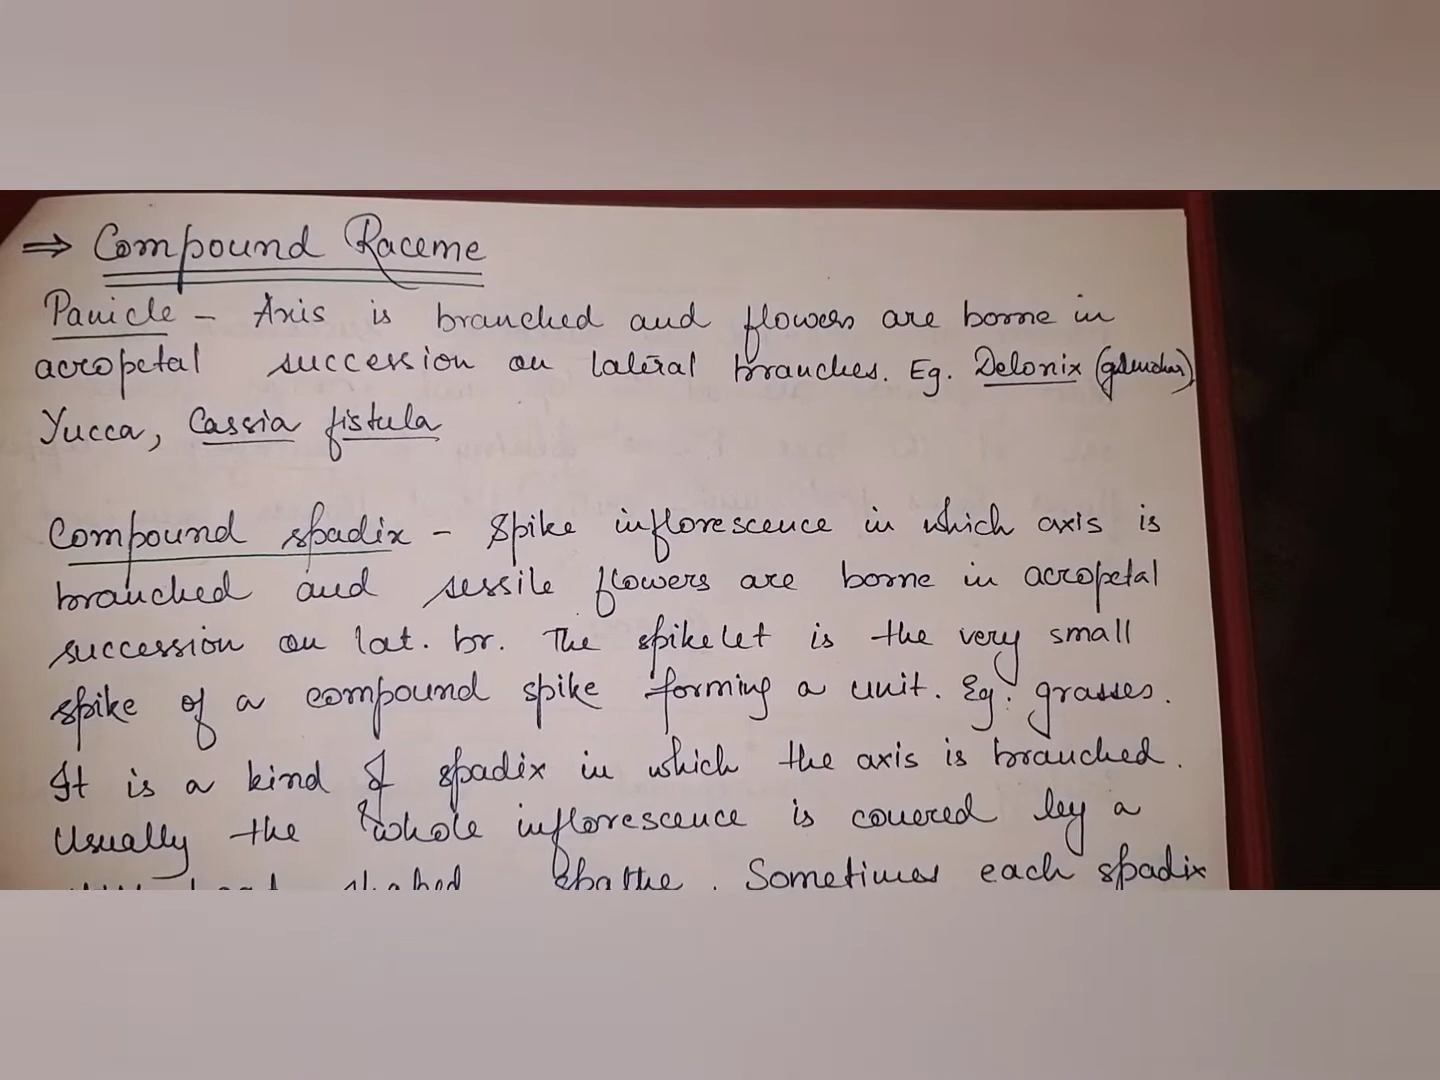 ⇒ Compound Raceme
Panicle - Axis is branched and flowers are borne in
acropetal succession on lateral branches. Eg. Delonix
Yucca, Cassia fistula
Compound spadix - Spike inflorescence in which axis is
branched and sessile flowers are borne in acropetal
succession on lat. br. The spikelet is the very small
spike of a compound spike forming a unit. Eg: grasses.
It is a kind of spadix in which the axis is branched.
Usually the whole inflorescence is covered by a
shaped spathe. Sometimes each spadix